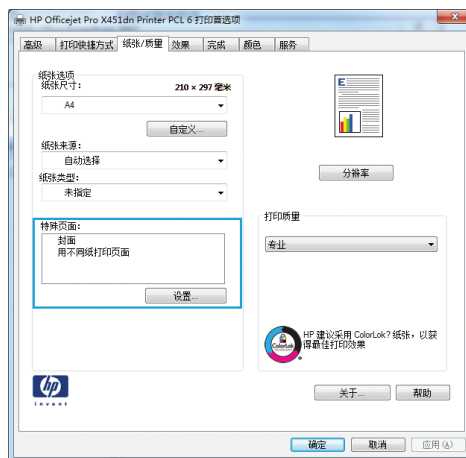 HP Officejet Pro X451dn Printer PCL 6 打印首选项
高级 打印快捷方式 纸张/质量 效果 完成 颜色 服务
纸张选项
纸张尺寸: 210 × 297 毫米
A4
自定义...
纸张来源:
自动选择
纸张类型:
未指定
特殊页面:
封面
用不同纸打印页面
设置...
E
分辨率
打印质量
专业
ColorLok
HP 建议采用 ColorLok? 纸张，以获
得最佳打印效果
hp
invent
关于... 帮助
确定 取消 应用(A)